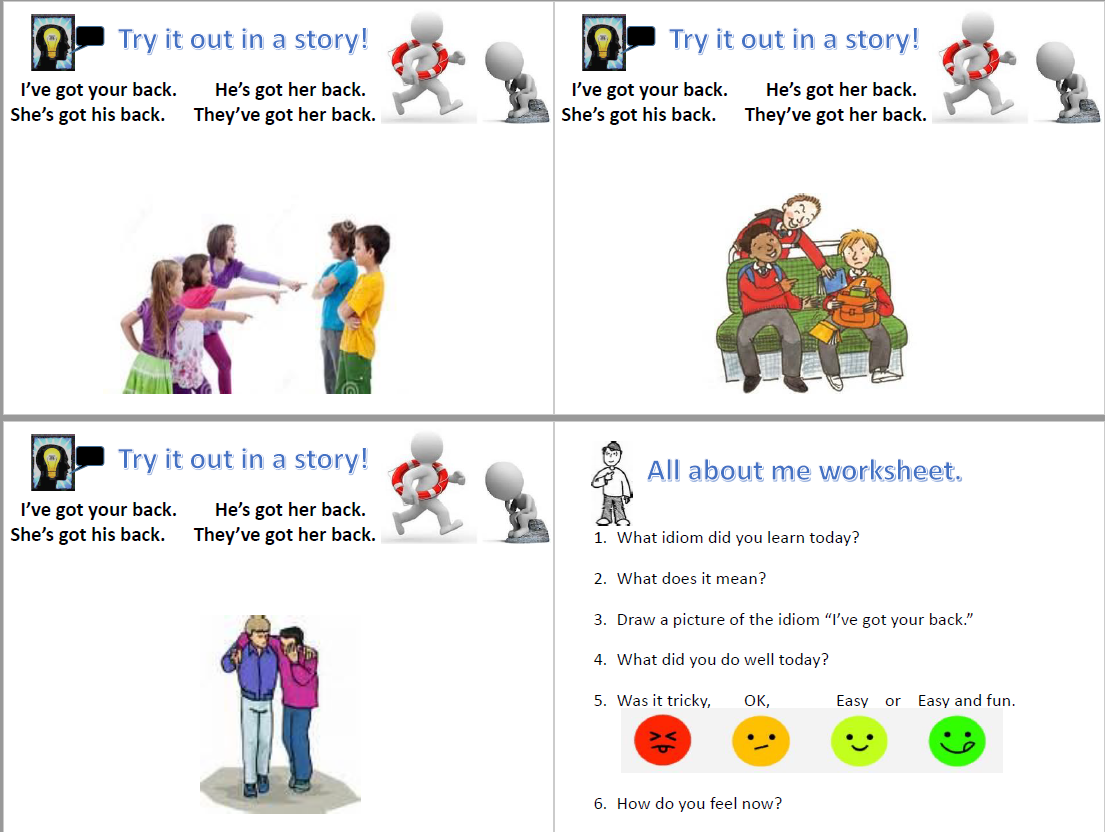 Try it out in a story!
I've got your back. He's got her back.
She's got his back. They've got her back.
Try it out in a story!
I've got your back. He's got her back.
She's got his back. They've got her back.
Try it out in a story!
I've got your back. He's got her back.
She's got his back. They've got her back.
All about me worksheet.
1. What idiom did you learn today?
2. What does it mean?
3. Draw a picture of the idiom “I've got your back.”
4. What did you do well today?
5. Was it tricky, OK, Easy or Easy and fun.
6. How do you feel now?